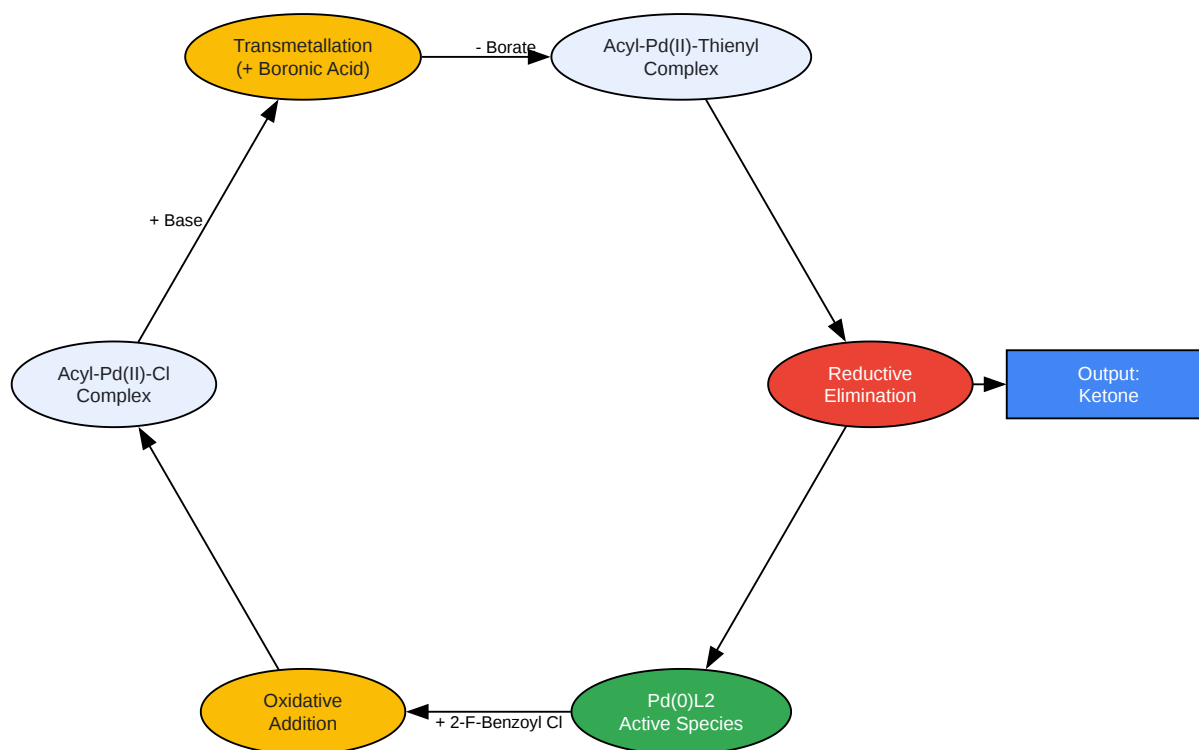 Transmetallation
(+ Boronic Acid)
- Borate
Acyl-Pd(II)-Thienyl
Complex
+ Base
Acyl-Pd(II)-Cl
Complex
Reductive
Elimination
Output:
Ketone
Oxidative
Addition
+ 2-F-Benzoyl Cl
Pd(0)L2
Active Species